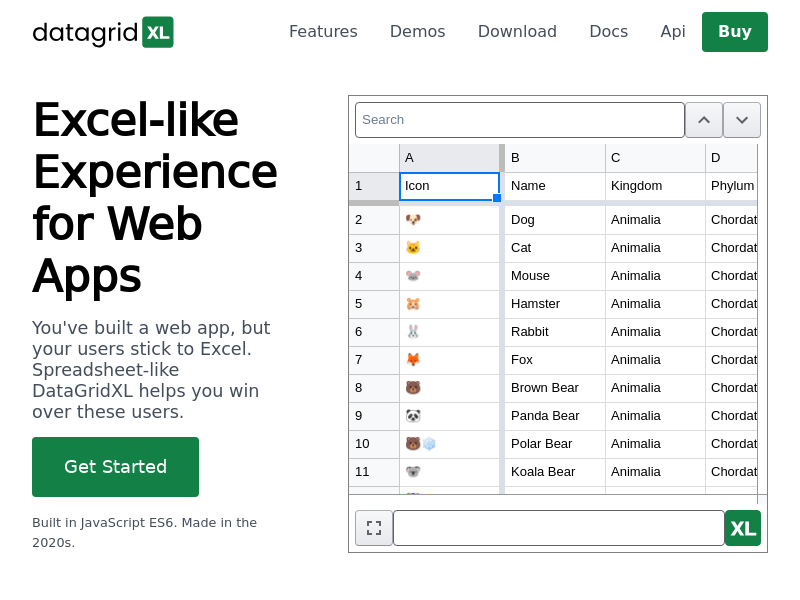 datagrid XL
Features Demos Download Docs Api Buy
Excel-like
Experience
for Web
Apps
You've built a web app, but
your users stick to Excel.
Spreadsheet-like
DataGridXL helps you win
over these users.
Get Started
Built in JavaScript ES6. Made in the
2020s.
Search
A B C D
1 Icon Name Kingdom Phylum
2 Dog Animalia Chordat
3 Cat Animalia Chordat
4 Mouse Animalia Chordat
5 Hamster Animalia Chordat
6 Rabbit Animalia Chordat
7 Fox Animalia Chordat
8 Brown Bear Animalia Chordat
9 Panda Bear Animalia Chordat
10 Polar Bear Animalia Chordat
11 Koala Bear Animalia Chordat
XL